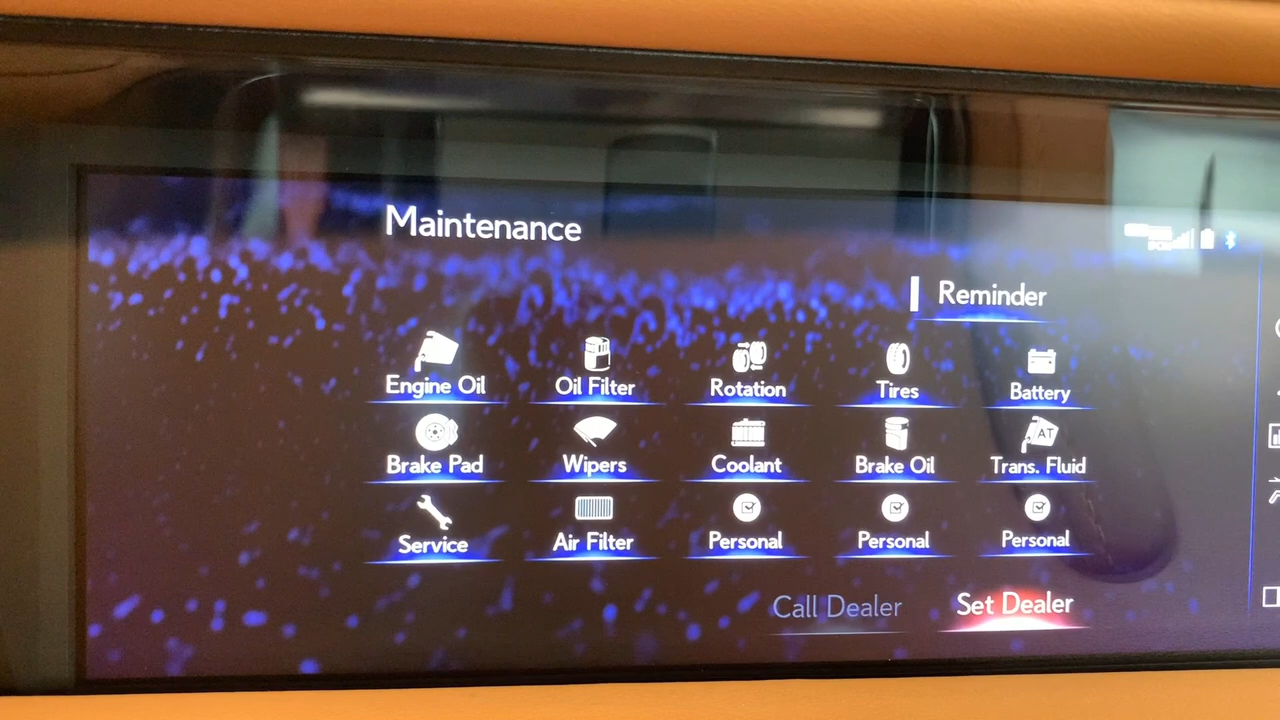 Maintenance
Reminder
Engine Oil Oil Filter Rotation Tires Battery
AT
Brake Pad Wipers Coolant Brake Oil Trans. Fluid
Service Air Filter Personal Personal Personal
Call Dealer Set Dealer